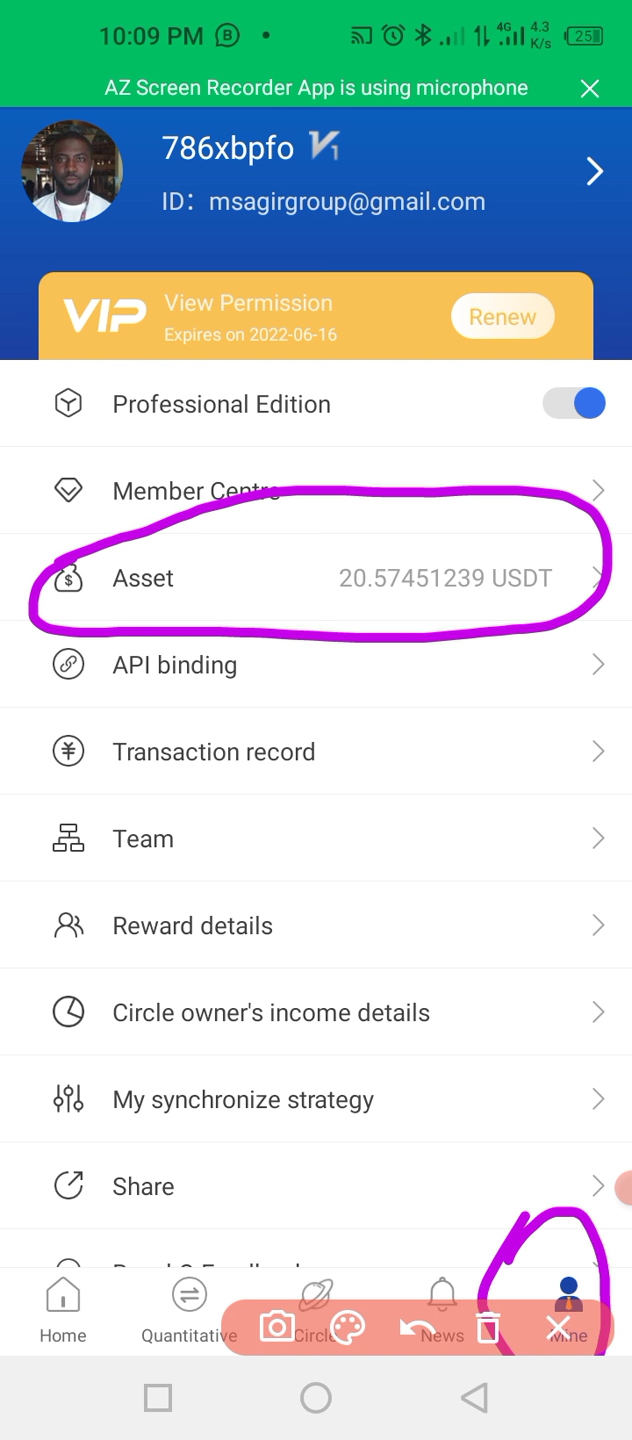 10:09 PM
4G 4.3
K/s
25
AZ Screen Recorder App is using microphone
786xbpfo V1
ID: msagirgroup@gmail.com
VIP
View Permission
Expires on 2022-06-16
Renew
Professional Edition
Member Centre
Asset 20.57451239 USDT
API binding
Transaction record
Team
Reward details
Circle owner's income details
My synchronize strategy
Share
Home Quantitative Circle News Mine